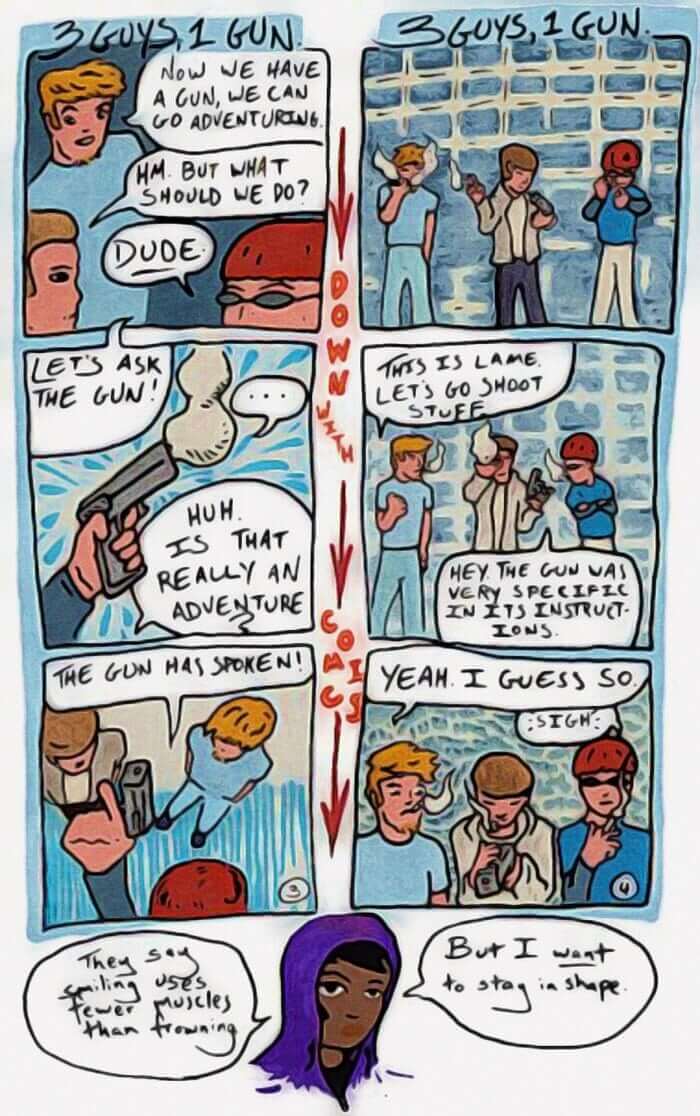 3 GUYS, 1 GUN.
NOW WE HAVE
A GUN, WE CAN
GO ADVENTURING.
HM. BUT WHAT
SHOULD WE DO?
DUDE.
LET'S ASK
THE GUN!
...
HUH.
IS THAT
REALLY AN
ADVENTURE
?
THE GUN HAS SPOKEN!
3
DOWN WITH
COMICS
3 GUYS, 1 GUN.
THIS IS LAME.
LET'S GO SHOOT
STUFF
HEY. THE GUN WAS
VERY SPECIFIC
IN ITS INSTRUCT-
IONS.
YEAH. I GUESS SO.
:SIGH:
4
They say
smiling uses
fewer muscles
than frowning
But I want
to stay in shape.